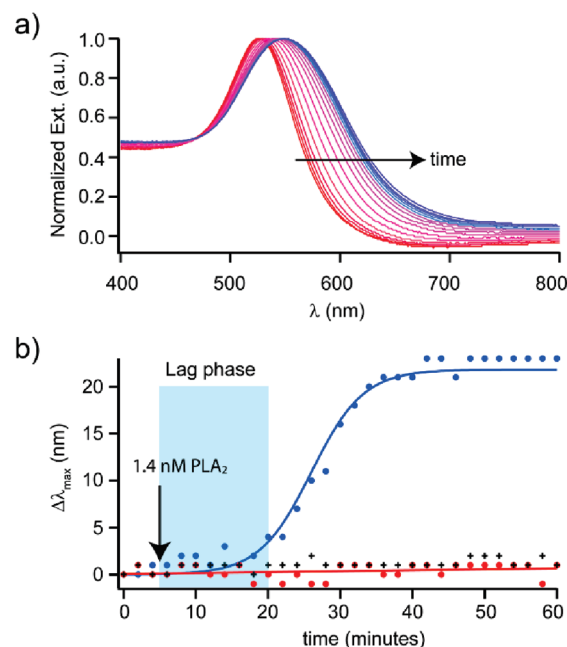 a)
Normalized Ext. (a.u.)
1.0
0.8
0.6
0.4
0.2
0.0
time
400
500
600
700
800
λ (nm)
b)
Δλmax (nm)
20
10
0
Lag phase
1.4 nM PLA₂
0
10
20
30
40
50
60
time (minutes)